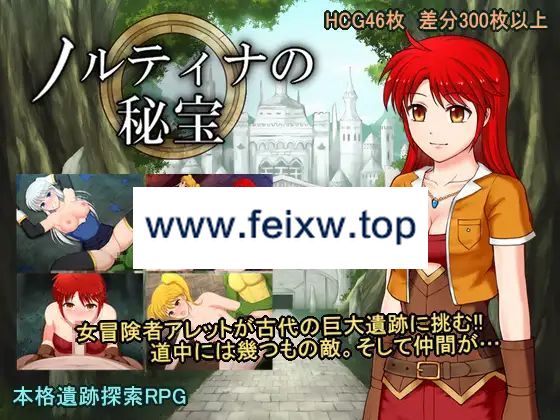 HCG46枚　差分300枚以上
ノルティナの
秘宝
www.feixw.top
女冒険者アレットが古代の巨大遺跡に挑む!!
道中には幾つもの敵。そして仲間が…
本格遺跡探索RPG